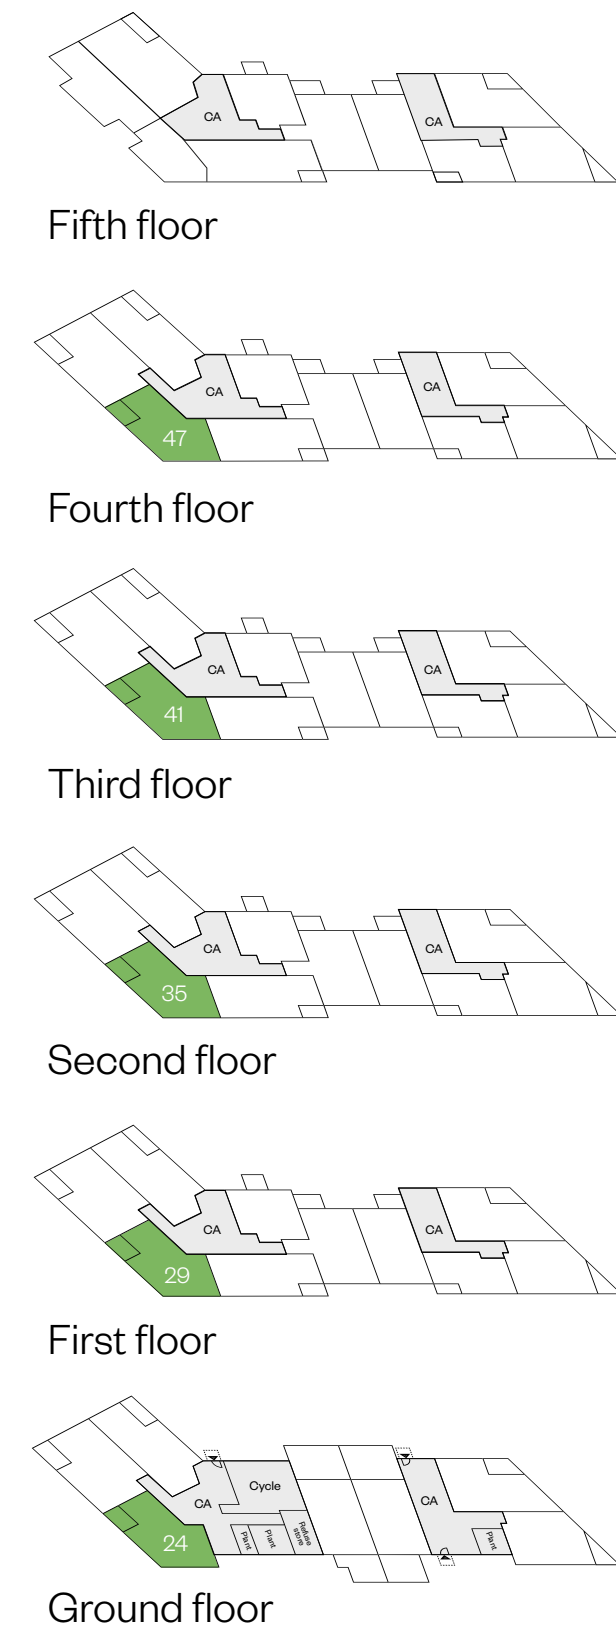 CA
CA
Fifth floor
CA
CA
47
Fourth floor
CA
CA
41
Third floor
CA
CA
35
Second floor
CA
CA
29
First floor
Cycle
CA
CA
24
Plant
Plant
Refuse
store
Plant
Ground floor